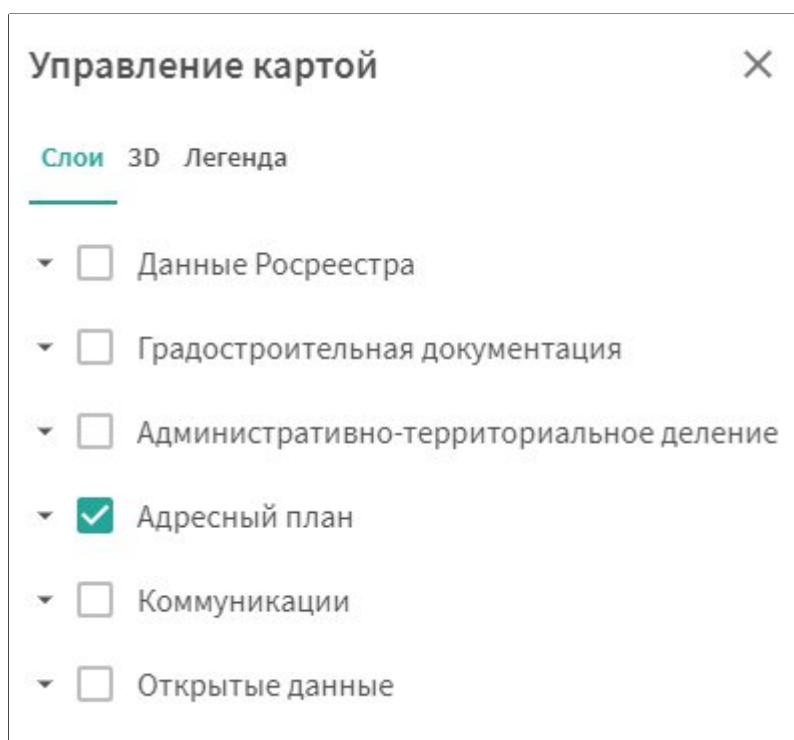 Управление картой
Слои 3D Легенда
Данные Росреестра
Градостроительная документация
Административно-территориальное деление
Адресный план
Коммуникации
Открытые данные